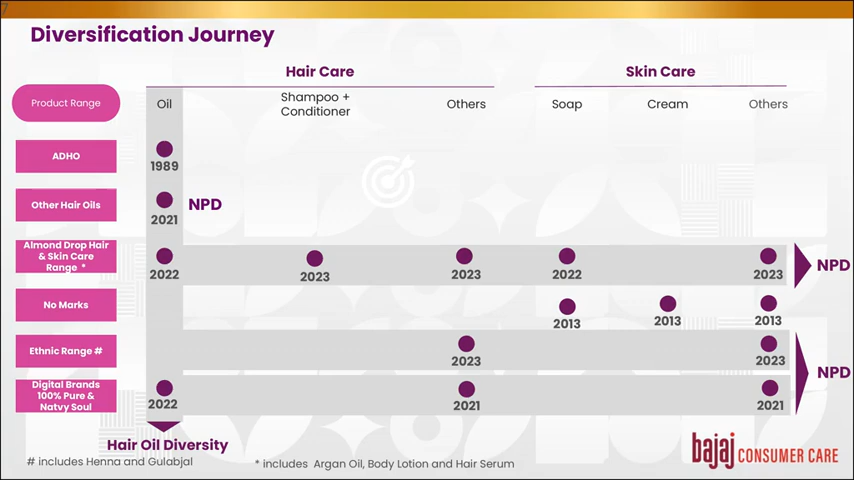 7
Diversification Journey
Hair Care
Skin Care
Product Range
Oil
Shampoo +
Conditioner
Others
Soap
Cream
Others
ADHO
1989
Other Hair Oils
2021
NPD
Almond Drop Hair
& Skin Care
Range *
2022
2023
2023
2022
2023
NPD
No Marks
2013
2013
2013
Ethnic Range #
2023
2023
NPD
Digital Brands
100% Pure &
Natvy Soul
2022
2021
2021
Hair Oil Diversity
# includes Henna and Gulabjal
* includes Argan Oil, Body Lotion and Hair Serum
bajaj CONSUMER CARE